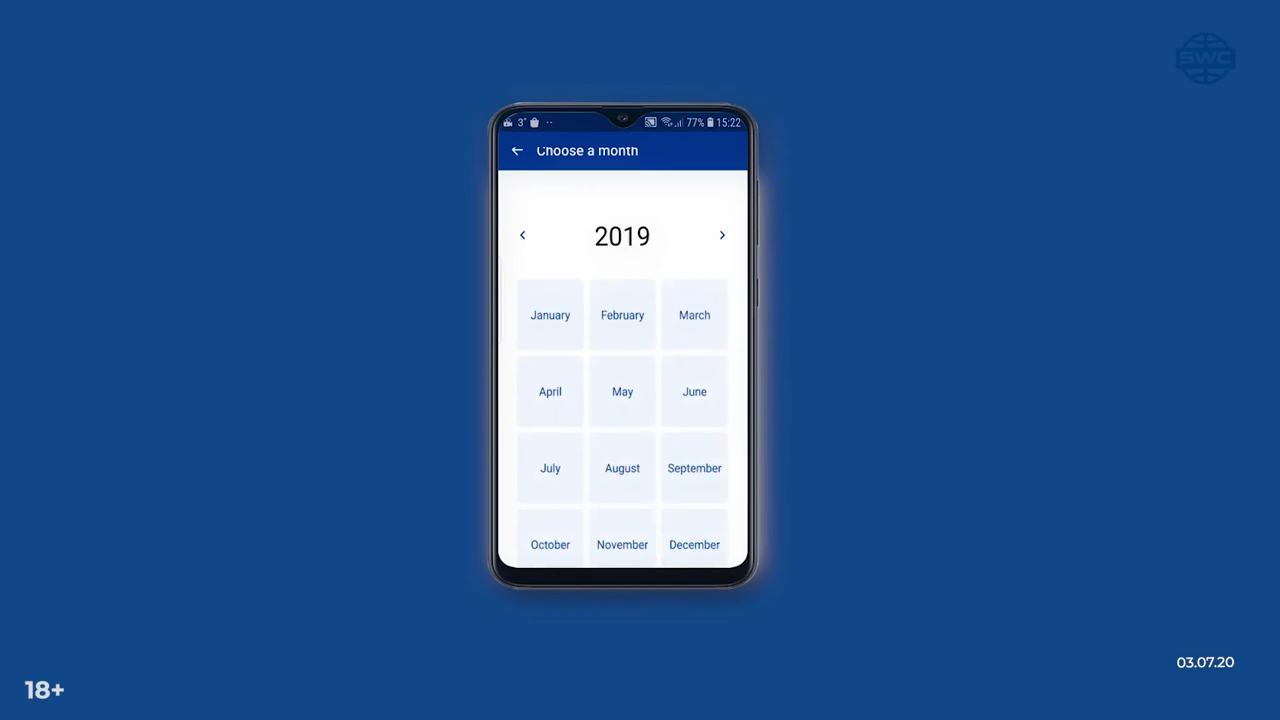 SWC
3° ·· 77% 15:22
Choose a month
2019
January February March
April May June
July August September
October November December
03.07.20
18+